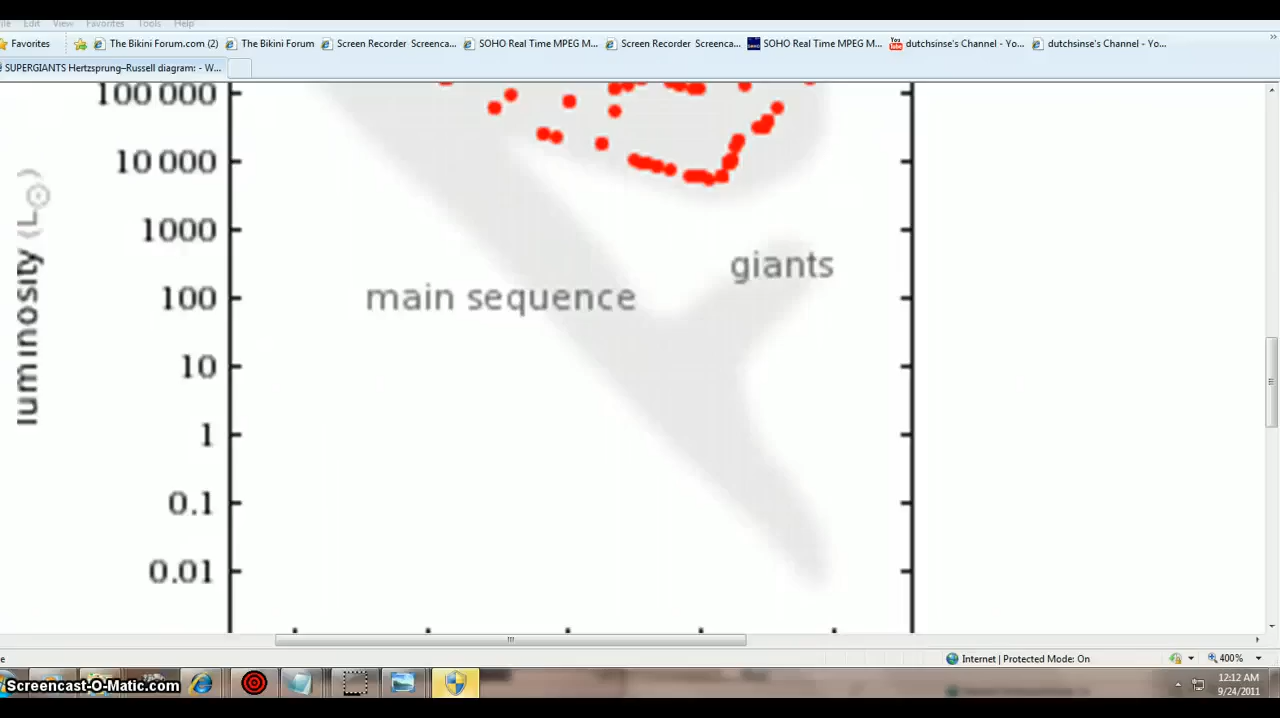 File Edit View Favorites Tools Help
Favorites The Bikini Forum.com (2) The Bikini Forum Screen Recorder Screenca... SOHO Real Time MPEG M... Screen Recorder Screenca... SOHO Real Time MPEG M... dutchsinse's Channel - Yo... dutchsinse's Channel - Yo...
SUPERGIANTS Hertzsprung–Russell diagram: - W...
100 000
10 000
1000
giants
main sequence
100
10
1
0.1
0.01
luminosity (L☉)
Internet | Protected Mode: On
400%
Screencast-O-Matic.com
12:12 AM
9/24/2011